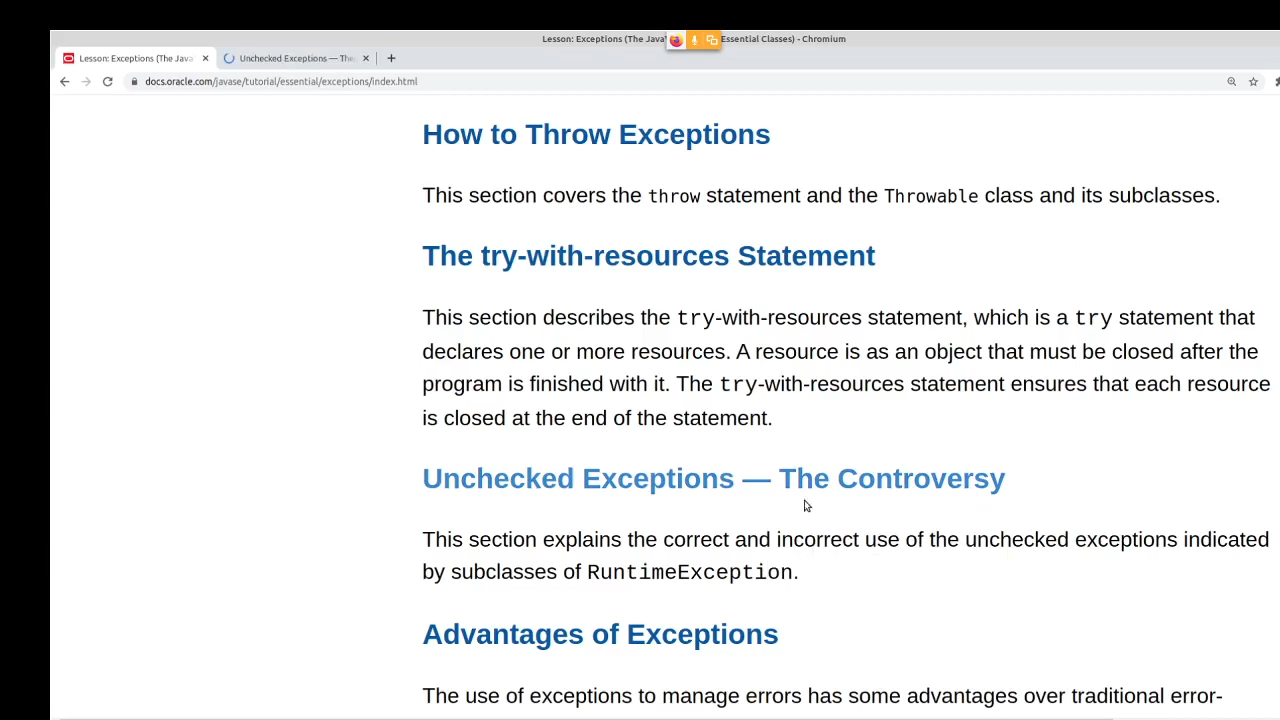 Lesson: Exceptions (The Java Essential Classes) - Chromium
Lesson: Exceptions (The Java
Unchecked Exceptions — The
docs.oracle.com/javase/tutorial/essential/exceptions/index.html
How to Throw Exceptions
This section covers the throw statement and the Throwable class and its subclasses.
The try-with-resources Statement
This section describes the try-with-resources statement, which is a try statement that
declares one or more resources. A resource is as an object that must be closed after the
program is finished with it. The try-with-resources statement ensures that each resource
is closed at the end of the statement.
Unchecked Exceptions — The Controversy
This section explains the correct and incorrect use of the unchecked exceptions indicated
by subclasses of RuntimeException.
Advantages of Exceptions
The use of exceptions to manage errors has some advantages over traditional error-